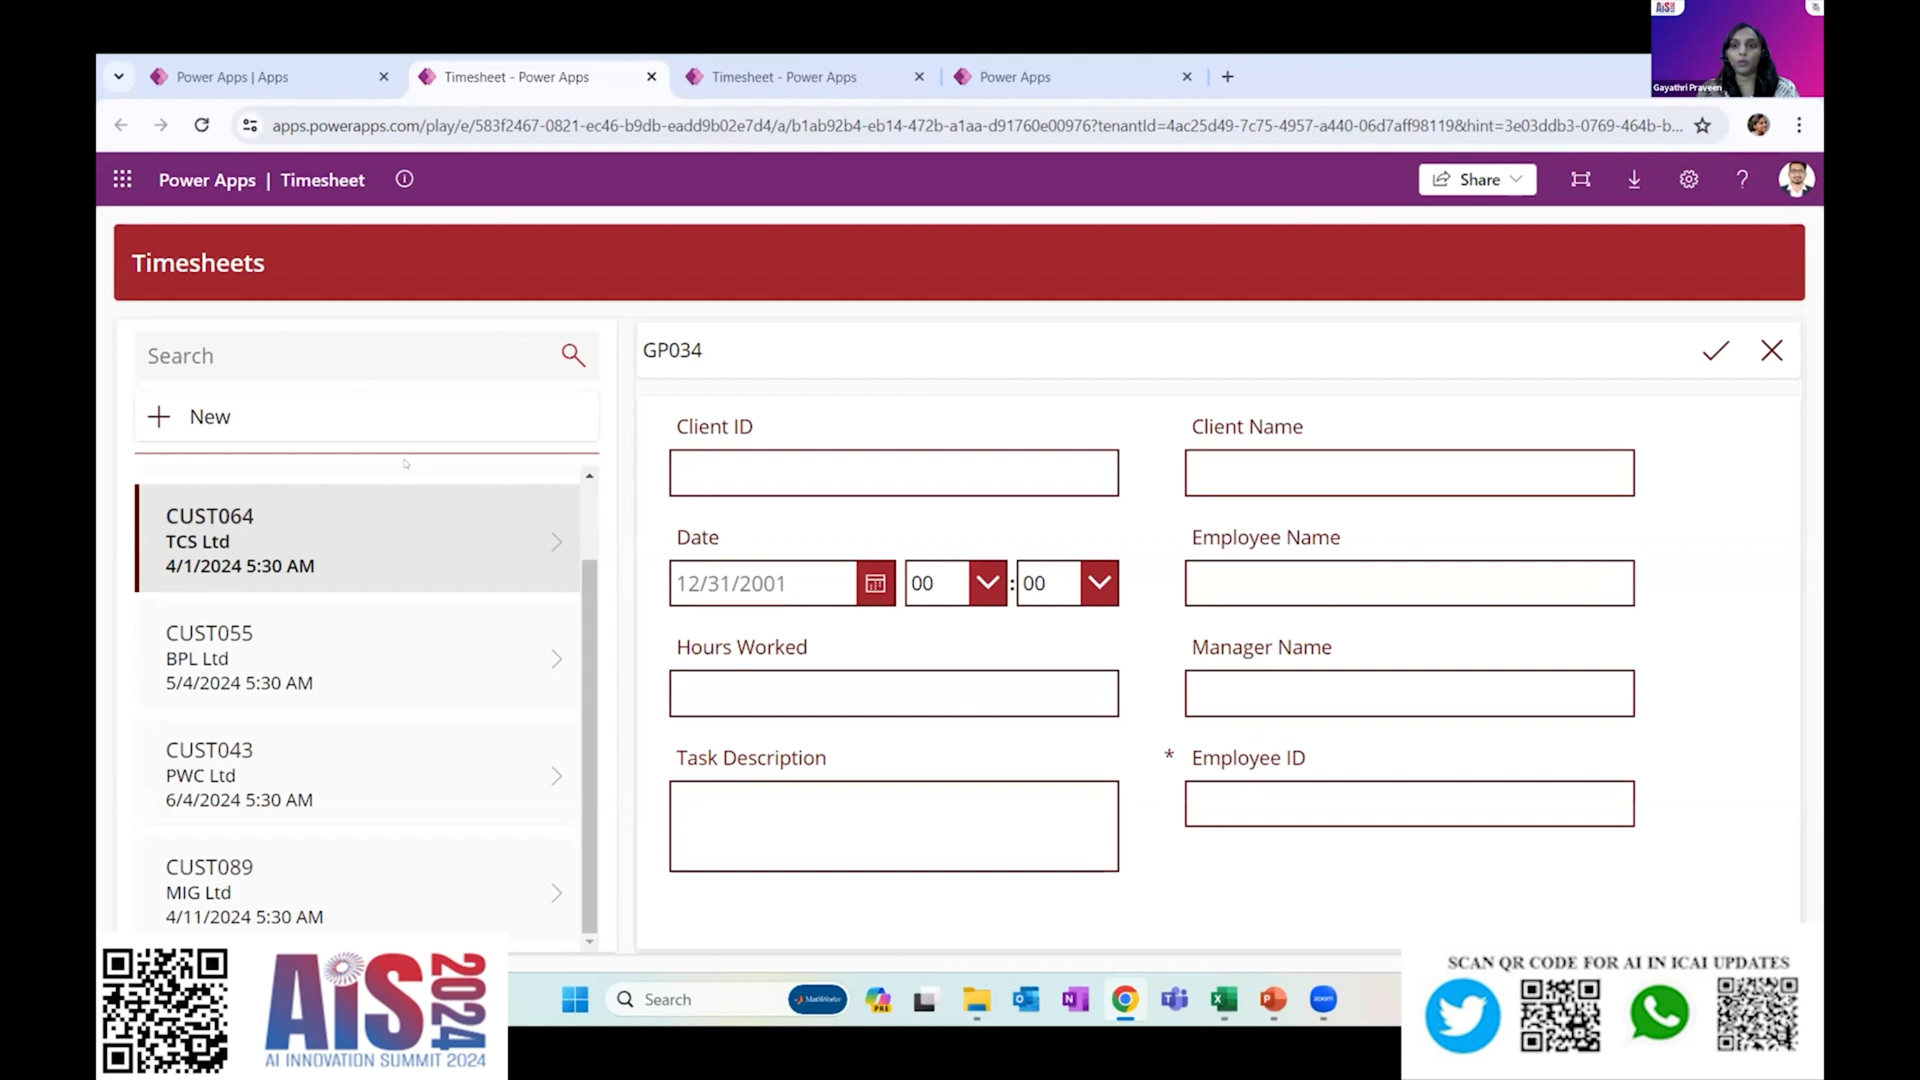 AiS
Gayathri Praveen
Power Apps | Apps
Timesheet - Power Apps
Timesheet - Power Apps
Power Apps
apps.powerapps.com/play/e/583f2467-0821-ec46-b9db-eadd9b02e7d4/a/b1ab92b4-eb14-472b-a1aa-d91760e00976?tenantId=4ac25d49-7c75-4957-a440-06d7aff98119&hint=3e03ddb3-0769-464b-b...
Power Apps | Timesheet
Share
Timesheets
Search
New
CUST064
TCS Ltd
4/1/2024 5:30 AM
CUST055
BPL Ltd
5/4/2024 5:30 AM
CUST043
PWC Ltd
6/4/2024 5:30 AM
CUST089
MIG Ltd
4/11/2024 5:30 AM
GP034
Client ID
Client Name
Date
12/31/2001
00 : 00
Employee Name
Hours Worked
Manager Name
Task Description
* Employee ID
AiS 2024
AI INNOVATION SUMMIT 2024
Search
MathWorks
PRE
zoom
SCAN QR CODE FOR AI IN ICAI UPDATES